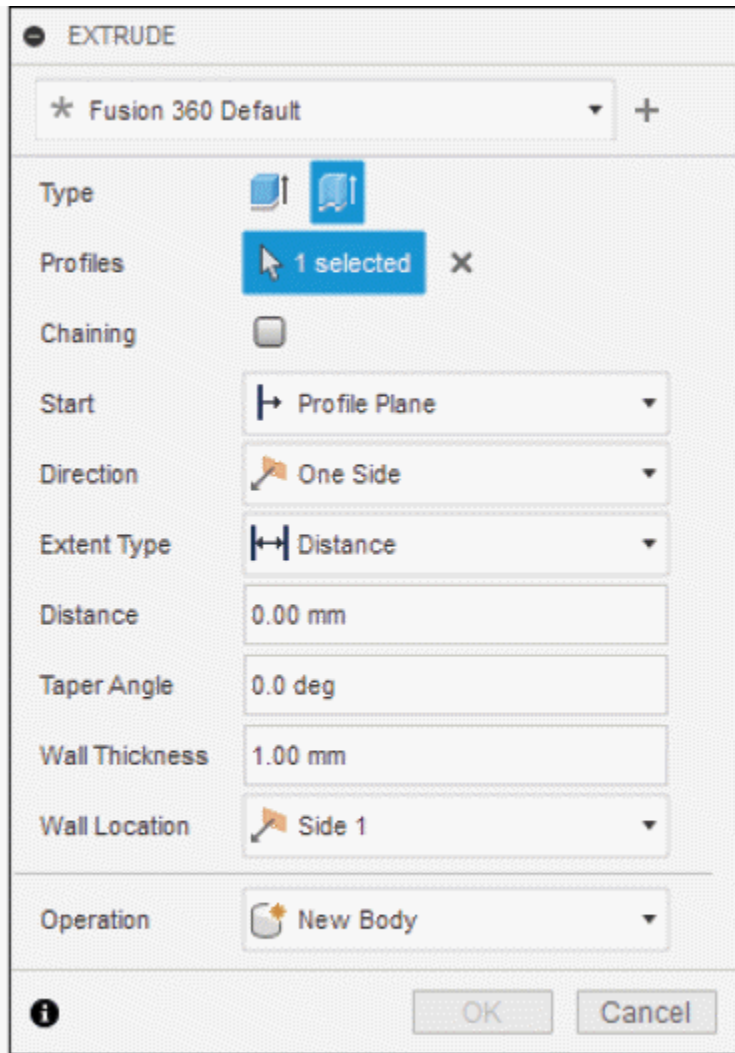 EXTRUDE
* Fusion 360 Default
Type
Profiles 1 selected
Chaining
Start Profile Plane
Direction One Side
Extent Type Distance
Distance 0.00 mm
Taper Angle 0.0 deg
Wall Thickness 1.00 mm
Wall Location Side 1
Operation New Body
OK Cancel